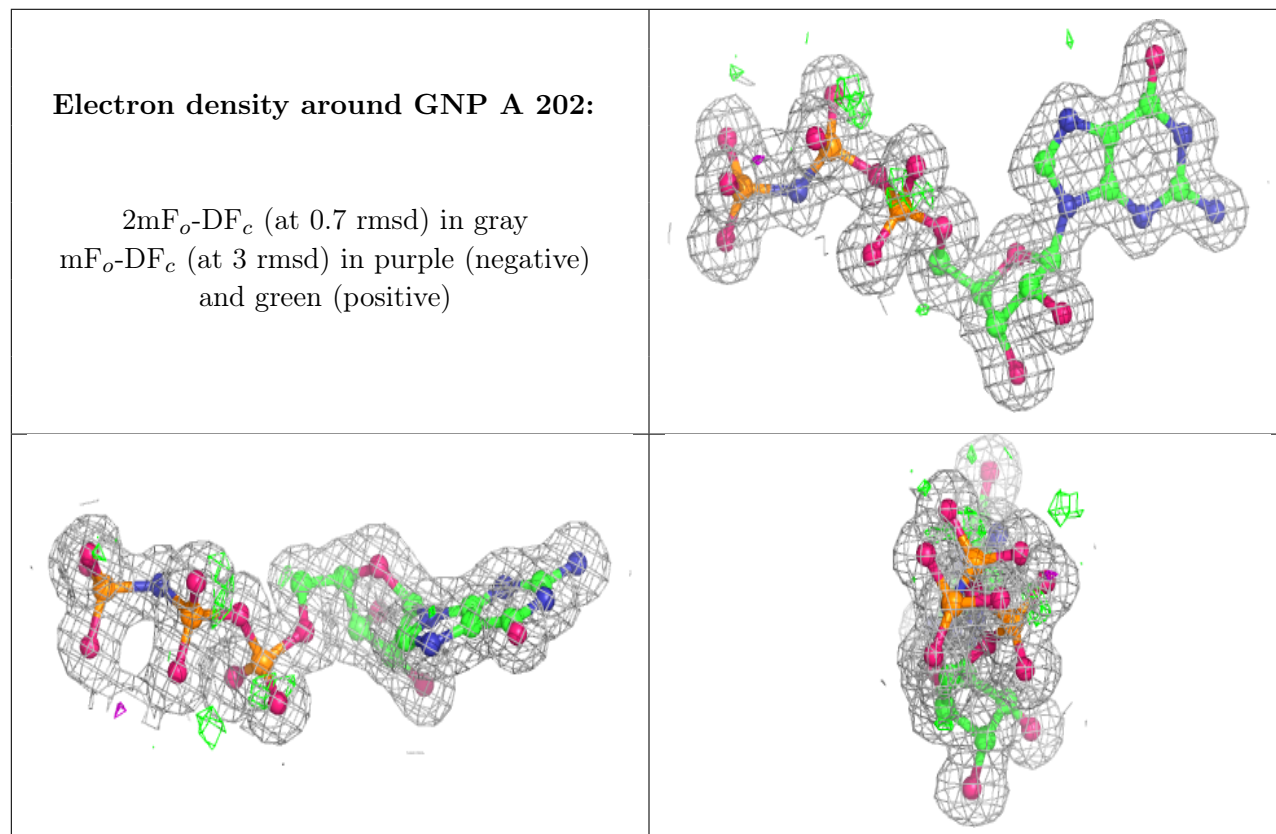 Electron density around GNP A 202:
2mFo-DFc (at 0.7 rmsd) in gray
mFo-DFc (at 3 rmsd) in purple (negative)
and green (positive)